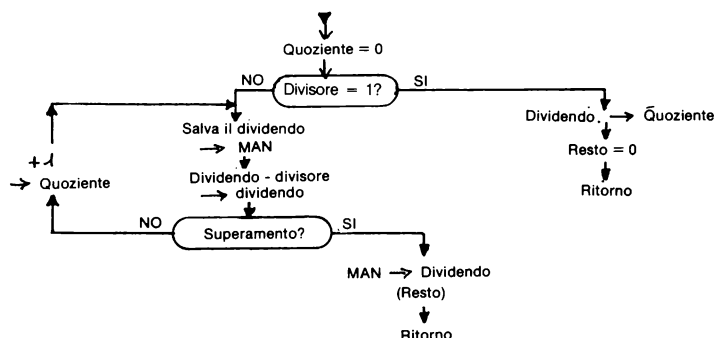 Quoziente = 0
NO
Divisore = 1?
SI
Dividendo → Quoziente
Resto = 0
Ritorno
Salva il dividendo
→ MAN
Dividendo - divisore
→ dividendo
+1
→ Quoziente
NO
Superamento?
SI
MAN → Dividendo
(Resto)
Ritorno